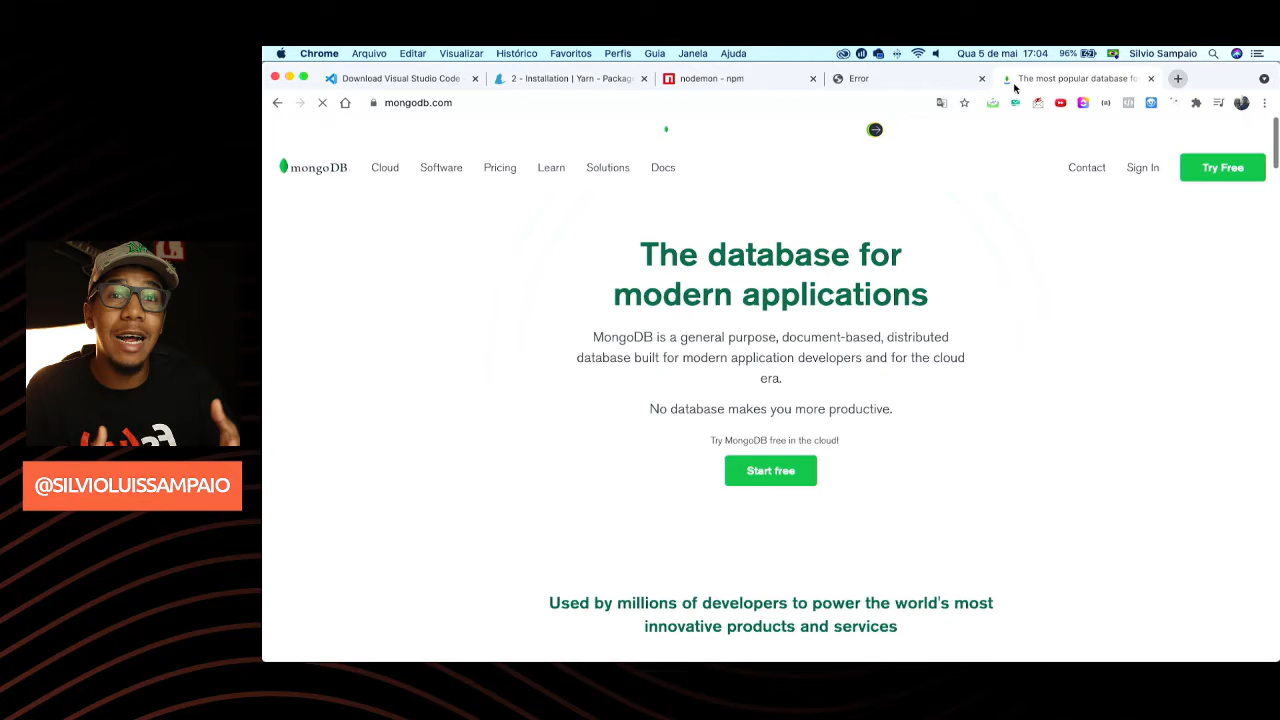 Chrome Arquivo Editar Visualizar Histórico Favoritos Perfis Guia Janela Ajuda Qua 5 de mai 17:04 96% Silvio Sampaio
Download Visual Studio Code 2 - Installation | Yarn - Packag nodemon - npm Error The most popular database fo
mongodb.com
mongoDB Cloud Software Pricing Learn Solutions Docs Contact Sign In Try Free
The database for
modern applications
MongoDB is a general purpose, document-based, distributed
database built for modern application developers and for the cloud
era.
No database makes you more productive.
Try MongoDB free in the cloud!
Start free
@SILVIOLUISSAMPAIO
Used by millions of developers to power the world's most
innovative products and services